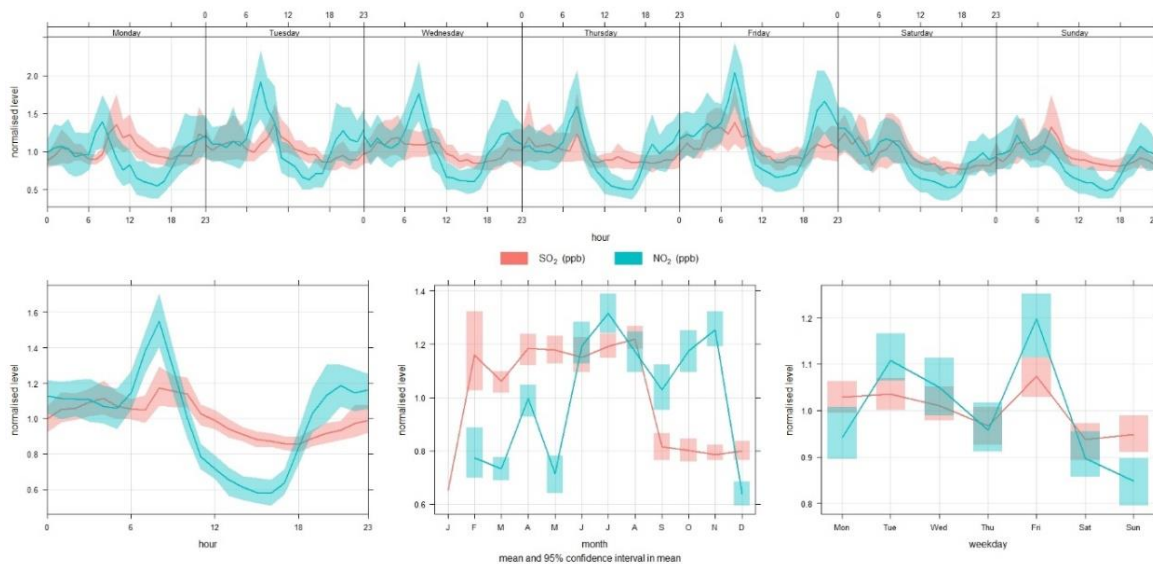 0 6 12 18 23 0 6 12 18 23 0 6 12 18 23
Monday Tuesday Wednesday Thursday Friday Saturday Sunday
2.0
1.5
1.0
0.5
normalised level
0 6 12 18 23 0 6 12 18 23 0 6 12 18 23 0 6 12 18 23
hour
SO2 (ppb) NO2 (ppb)
1.6
1.4
1.2
1.0
0.8
0.6
normalised level
0 6 12 18 23
hour
1.4
1.2
1.0
0.8
0.6
normalised level
J F M A M J J A S O N D
month
mean and 95% confidence interval in mean
1.2
1.1
1.0
0.9
0.8
normalised level
Mon Tue Wed Thu Fri Sat Sun
weekday